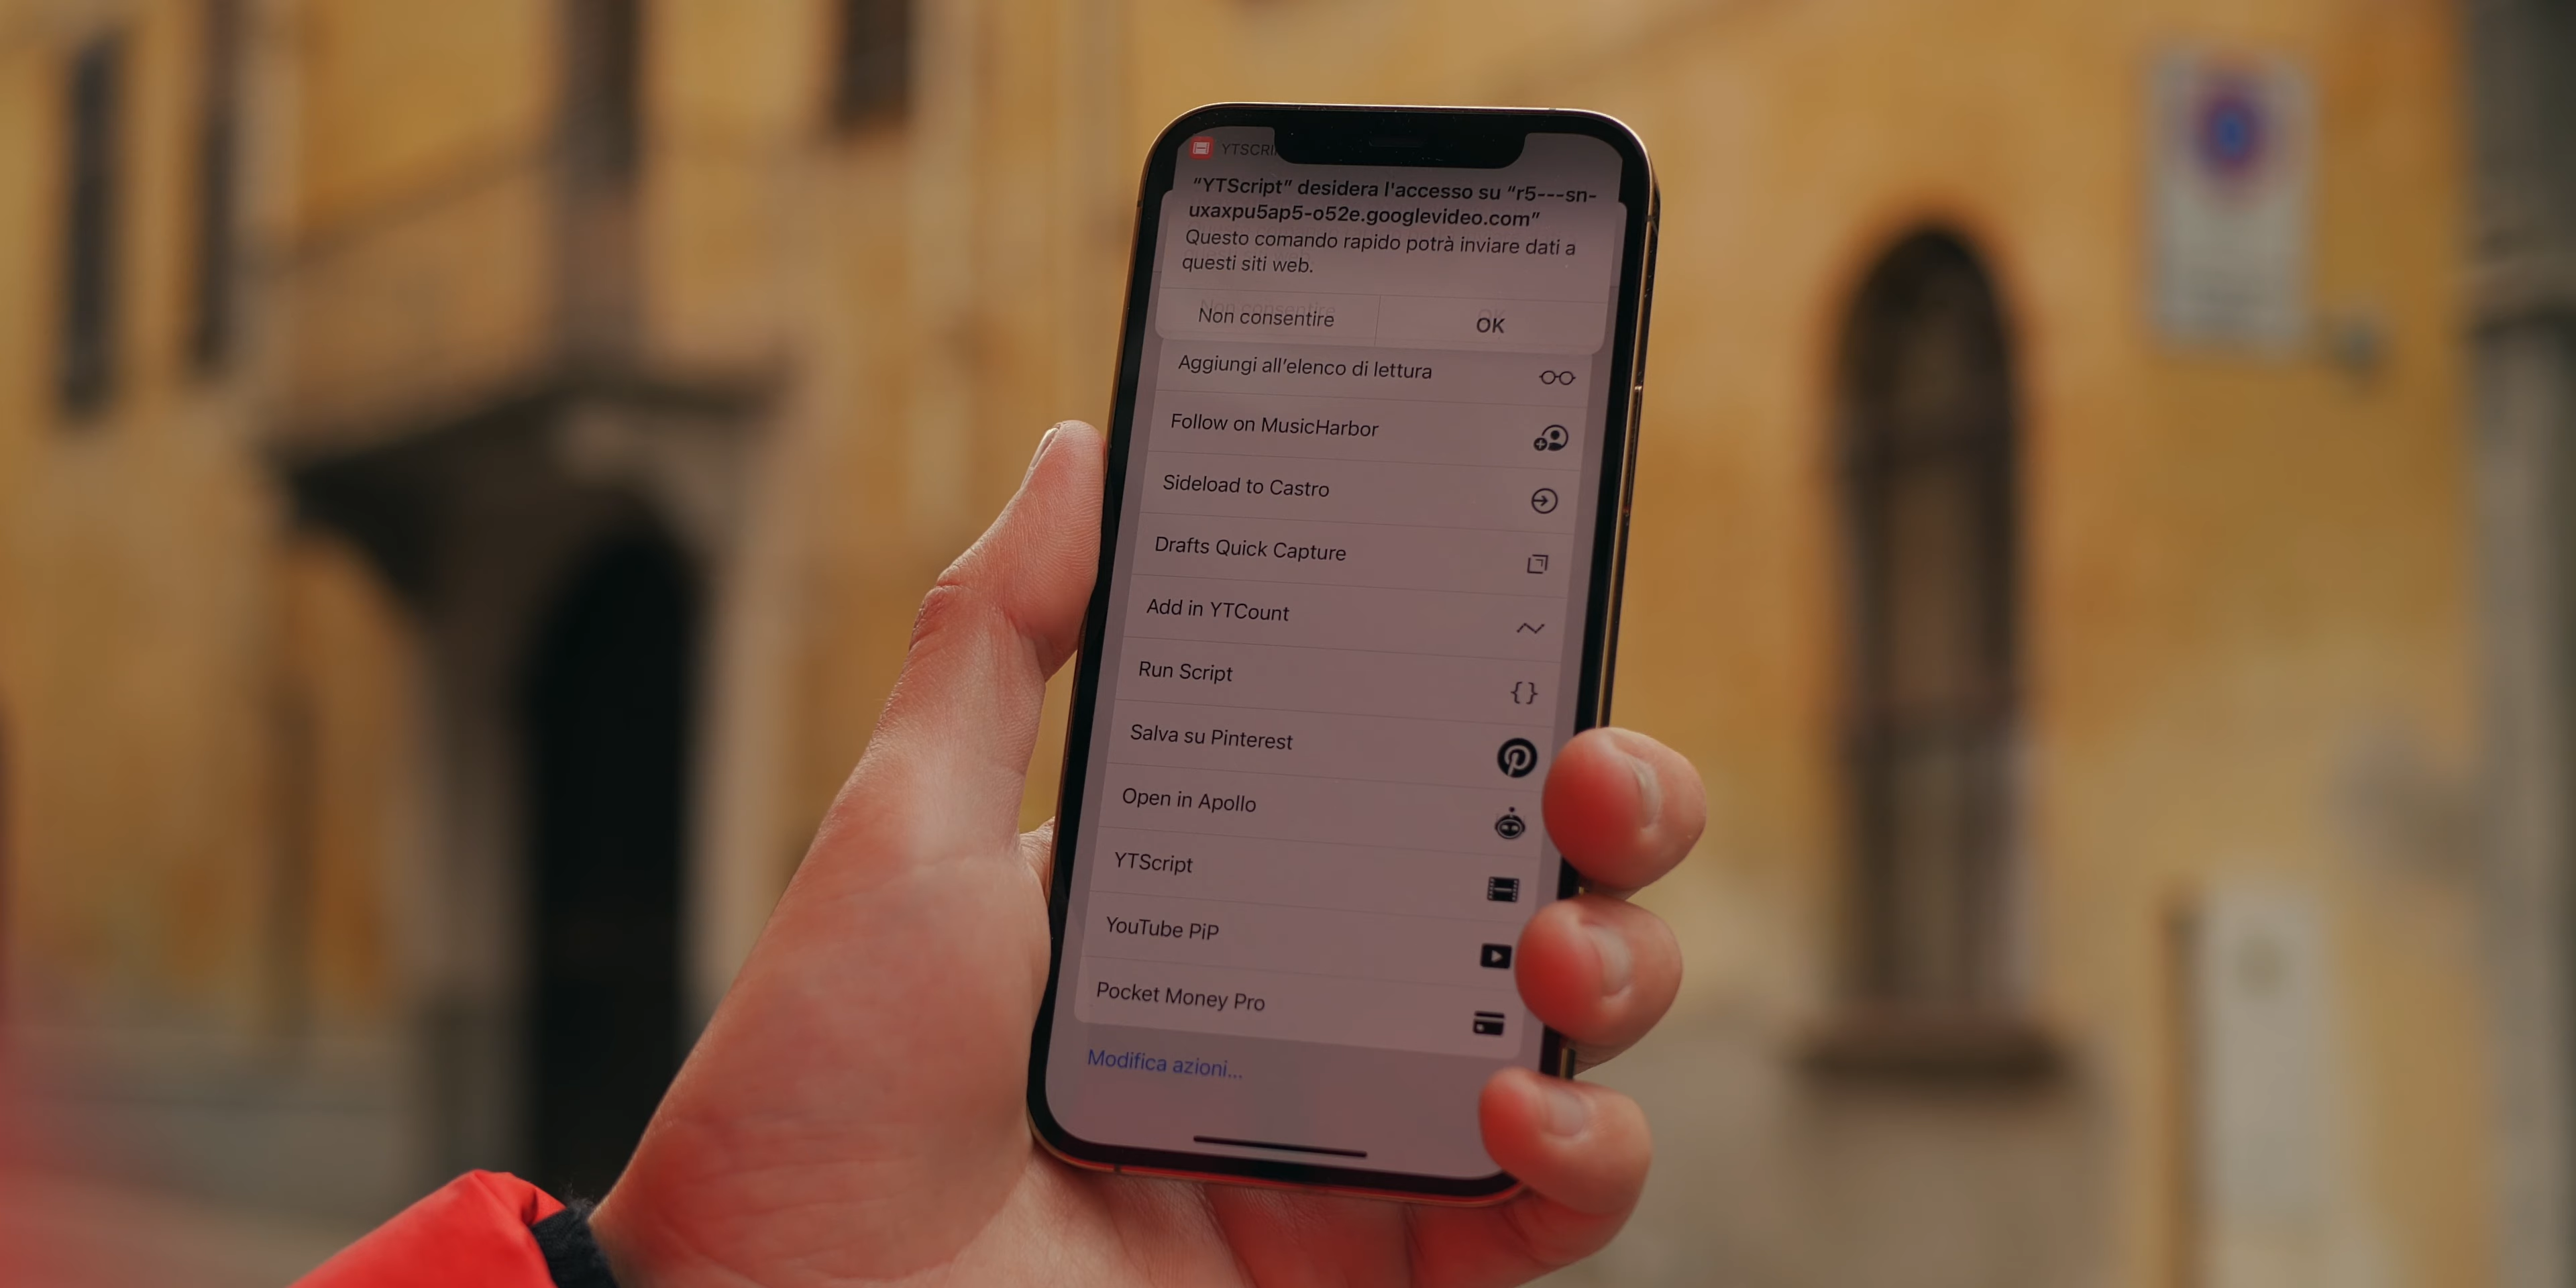 YTSCRI
“YTScript” desidera l'accesso su “r5---sn-
uxaxpu5ap5-o52e.googlevideo.com”
Questo comando rapido potrà inviare dati a
questi siti web.
Non consentire
OK
Aggiungi all’elenco di lettura
Follow on MusicHarbor
Sideload to Castro
Drafts Quick Capture
Add in YTCount
Run Script
Salva su Pinterest
Open in Apollo
YTScript
YouTube PiP
Pocket Money Pro
Modifica azioni...